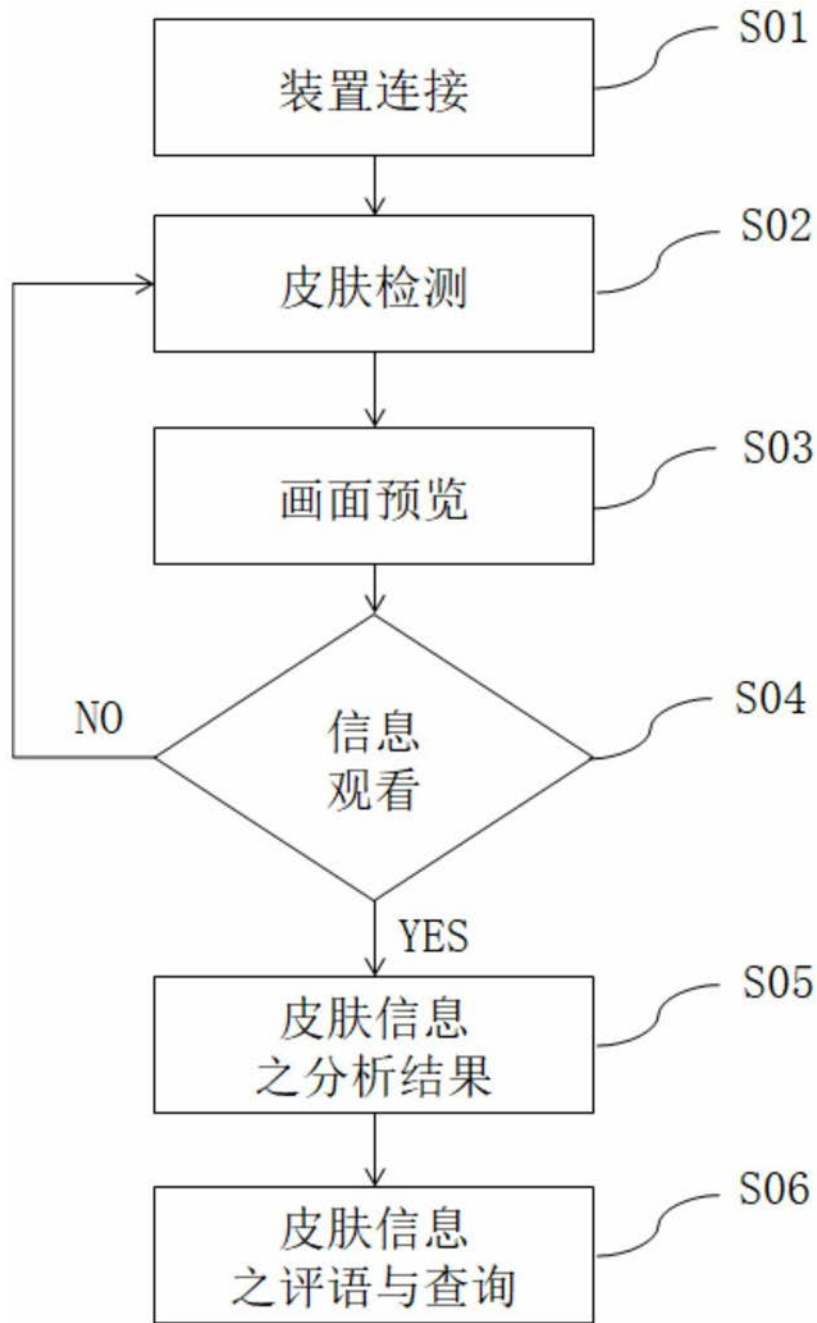 S01
装置连接
S02
皮肤检测
S03
画面预览
S04
NO
信息
观看
YES
S05
皮肤信息
之分析结果
S06
皮肤信息
之评语与查询